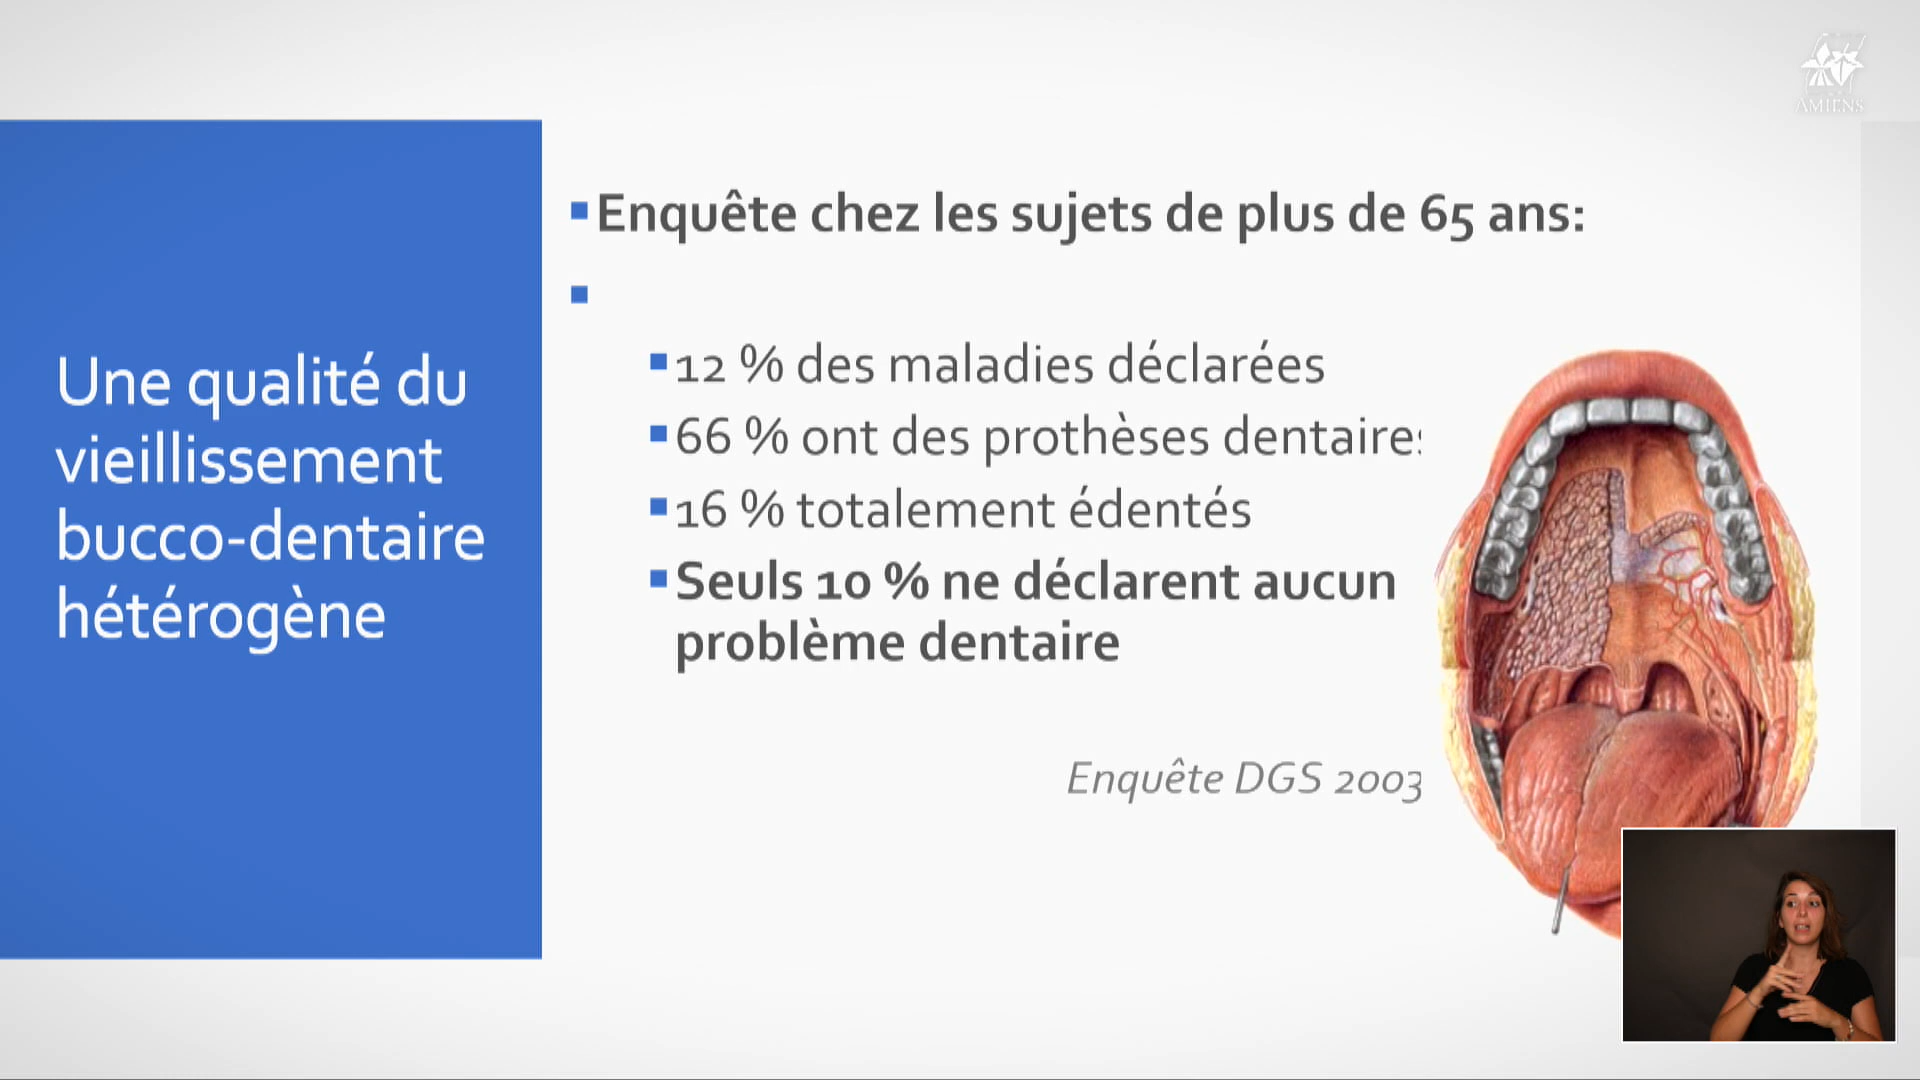 AMIENS
Une qualité du
vieillissement
bucco-dentaire
hétérogène
Enquête chez les sujets de plus de 65 ans:
12 % des maladies déclarées
66 % ont des prothèses dentaires
16 % totalement édentés
Seuls 10 % ne déclarent aucun
problème dentaire
Enquête DGS 2003